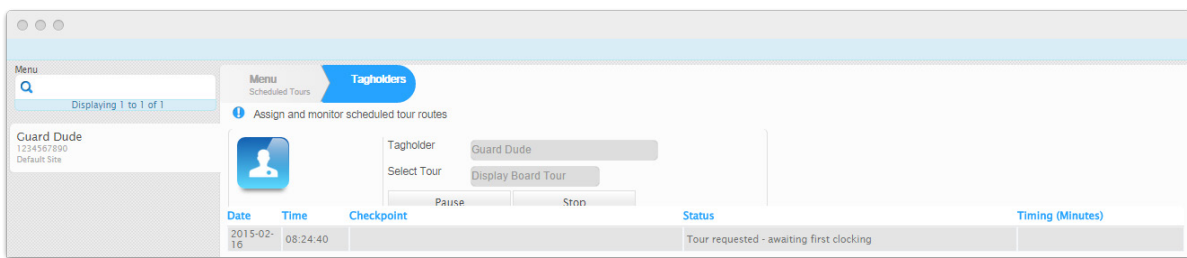 Menu
Displaying 1 to 1 of 1
Guard Dude
1234567890
Default Site
Menu
Scheduled Tours
Tagholders
Assign and monitor scheduled tour routes
Tagholder Guard Dude
Select Tour Display Board Tour
Pause Stop
Date Time Checkpoint Status Timing (Minutes)
2015-02-
16 08:24:40 Tour requested - awaiting first clocking